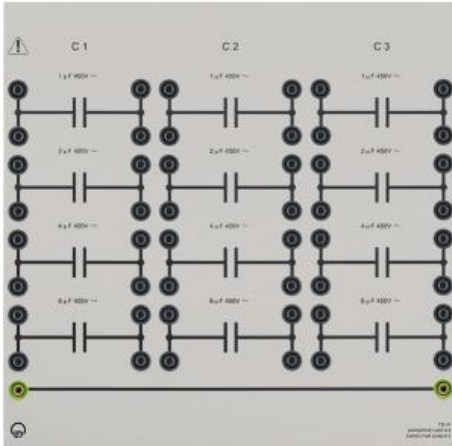 C 1 C 2 C 3
1 µF 450V ~ 1 µF 450V ~ 1 µF 450V ~
2 µF 450V ~ 2 µF 450V ~ 2 µF 450V ~
4 µF 450V ~ 4 µF 450V ~ 4 µF 450V ~
8 µF 450V ~ 8 µF 450V ~ 8 µF 450V ~